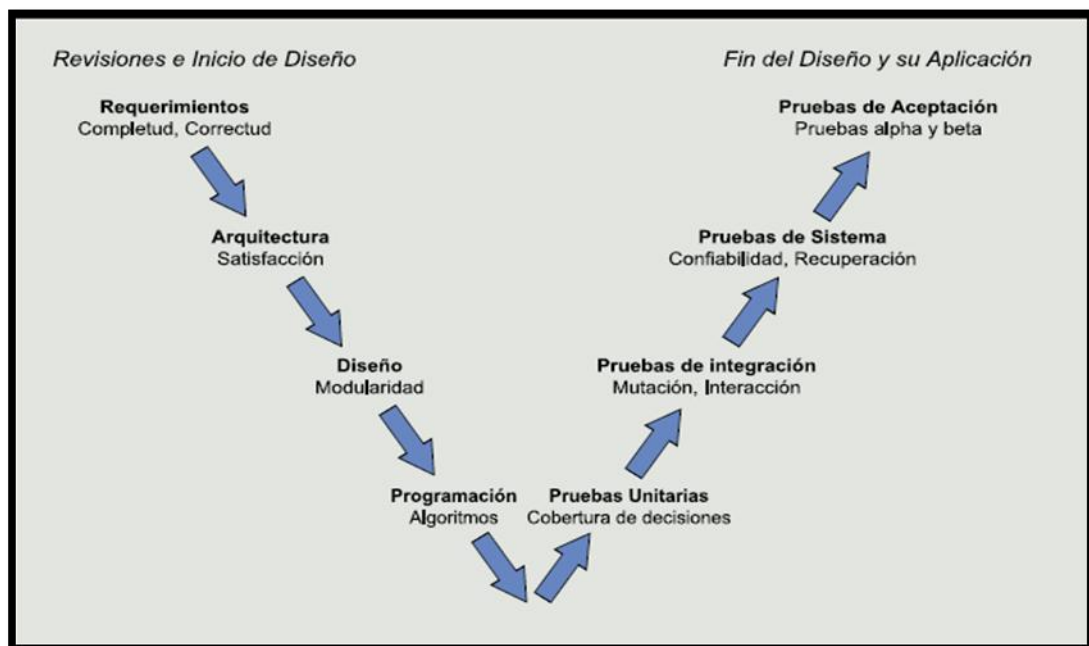 Revisiones e Inicio de Diseño
Fin del Diseño y su Aplicación
Requerimientos
Completud, Correctud
Pruebas de Aceptación
Pruebas alpha y beta
Arquitectura
Satisfacción
Pruebas de Sistema
Confiabilidad, Recuperación
Diseño
Modularidad
Pruebas de integración
Mutación, Interacción
Programación
Algoritmos
Pruebas Unitarias
Cobertura de decisiones